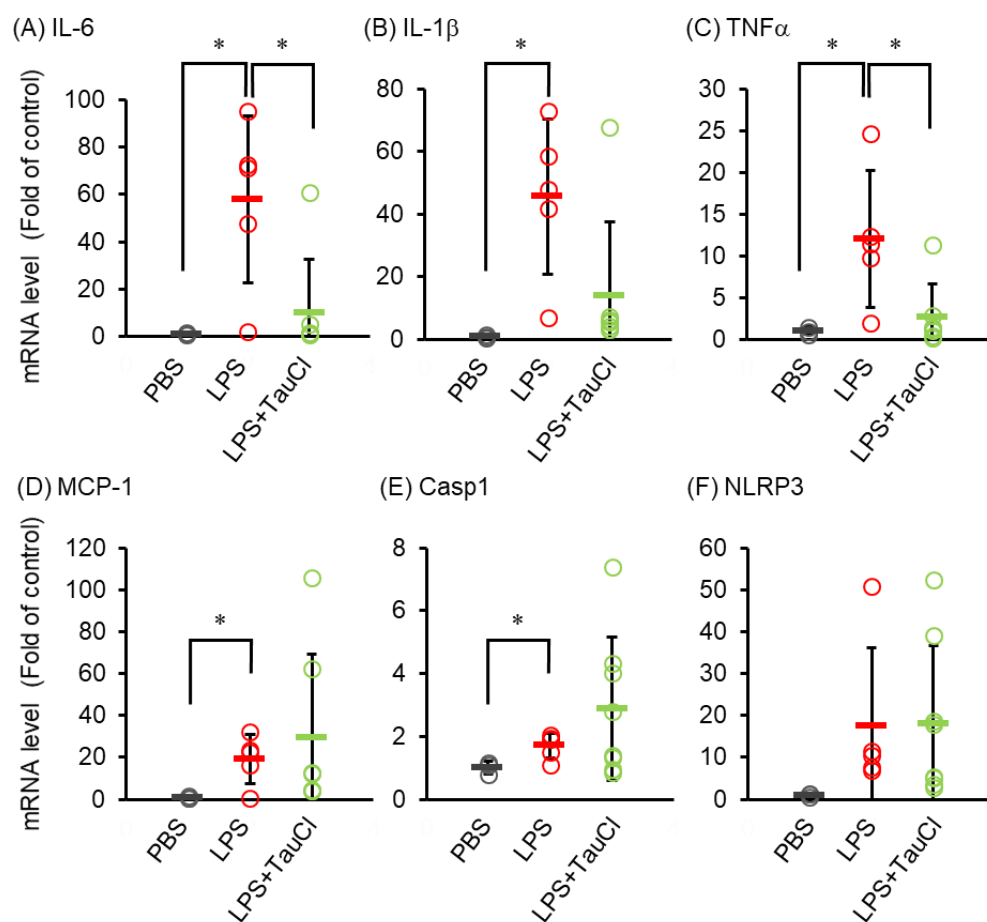 (A) IL-6
(B) IL-1β
(C) TNFα
* *
*
* *
mRNA level (Fold of control)
100
80
60
40
20
0
80
60
40
20
0
30
25
20
15
10
5
0
PBS
LPS
LPS+TauCl
PBS
LPS
LPS+TauCl
PBS
LPS
LPS+TauCl
(D) MCP-1
(E) Casp1
(F) NLRP3
mRNA level (Fold of control)
120
100
80
60
40
20
0
*
8
6
4
2
0
*
60
50
40
30
20
10
0
PBS
LPS
LPS+TauCl
PBS
LPS
LPS+TauCl
PBS
LPS
LPS+TauCl